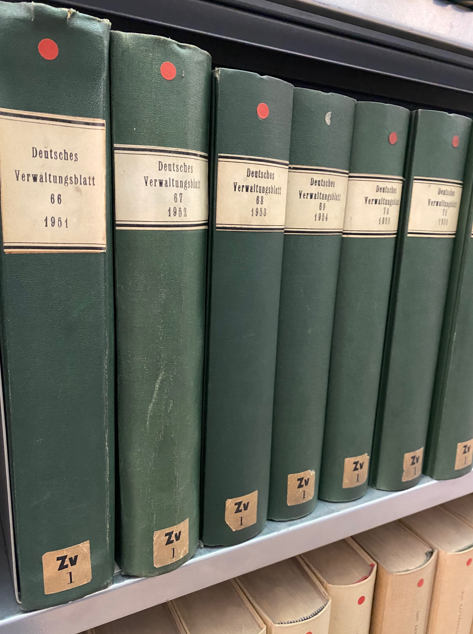 Deutsches
Verwaltungsblatt
66
1951
Zv
1
Deutsches
Verwaltungsblatt
67
1952
Zv
1
Deutsches
Verwaltungsblatt
68
1953
Zv
1
Deutsches
Verwaltungsblatt
69
1954
Zv
1
Deutsches
Verwaltungsblatt
Zv
1
Deutsches
Verwaltungsblatt
Zv
1
Zv
1